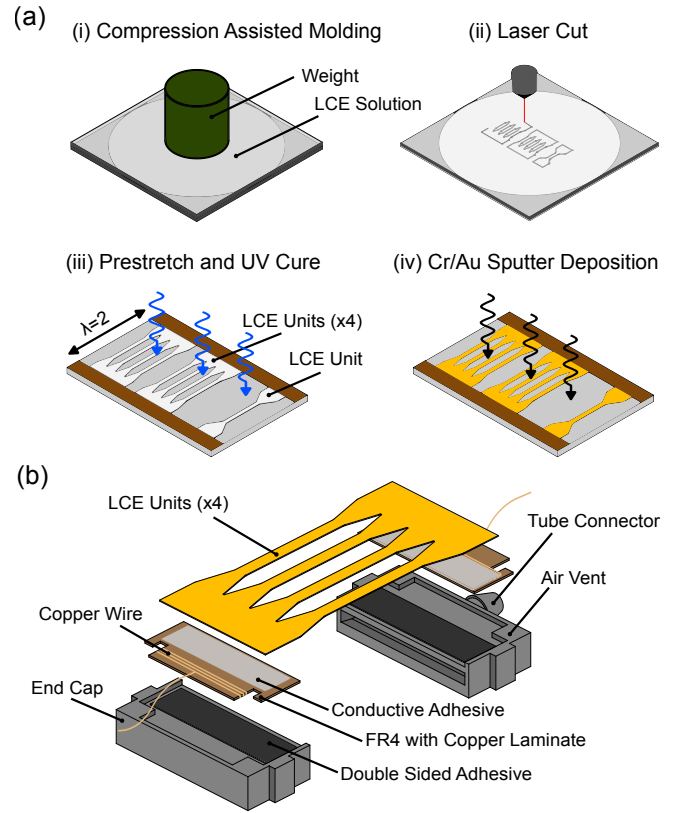 (a)
(i) Compression Assisted Molding
(ii) Laser Cut
Weight
LCE Solution
(iii) Prestretch and UV Cure
(iv) Cr/Au Sputter Deposition
λ=2
LCE Units (x4)
LCE Unit
(b)
LCE Units (x4)
Tube Connector
Air Vent
Copper Wire
End Cap
Conductive Adhesive
FR4 with Copper Laminate
Double Sided Adhesive